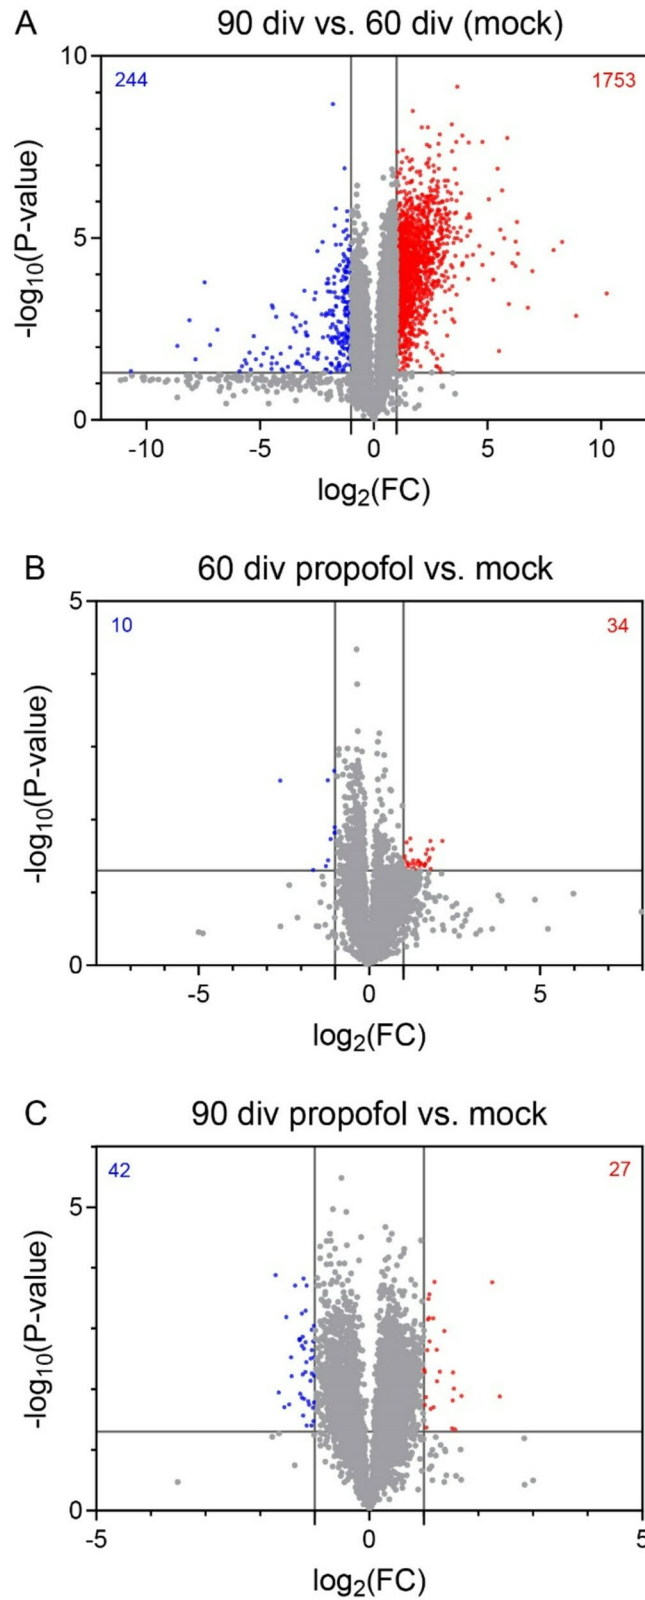 A
90 div vs. 60 div (mock)
10
244
1753
5
-log₁₀(P-value)
0
-10 -5 0 5 10
log₂(FC)
B
60 div propofol vs. mock
5
10
34
-log₁₀(P-value)
0
-5 0 5
log₂(FC)
C
90 div propofol vs. mock
42
27
5
-log₁₀(P-value)
0
-5 0 5
log₂(FC)